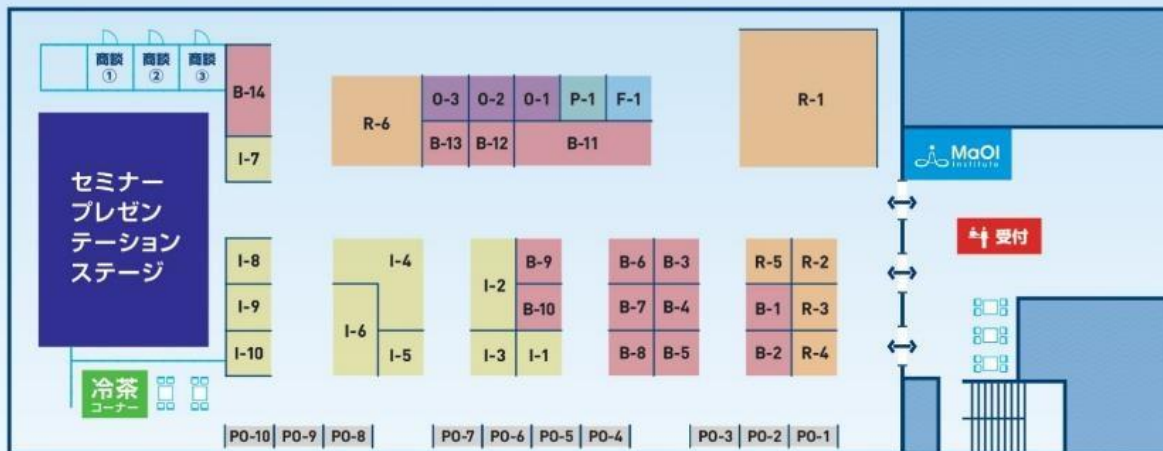 商談
①
商談
②
商談
③
B-14
I-7
セミナー
プレゼン
テーション
ステージ
R-6
O-3
O-2
O-1
P-1
F-1
B-13
B-12
B-11
R-1
MaOI
Institute
受付
I-8
I-9
I-10
I-4
I-6
I-5
I-2
B-9
B-10
I-3
I-1
B-6
B-3
B-7
B-4
B-8
B-5
R-5
R-2
B-1
R-3
B-2
R-4
冷茶
コーナー
PO-10
PO-9
PO-8
PO-7
PO-6
PO-5
PO-4
PO-3
PO-2
PO-1